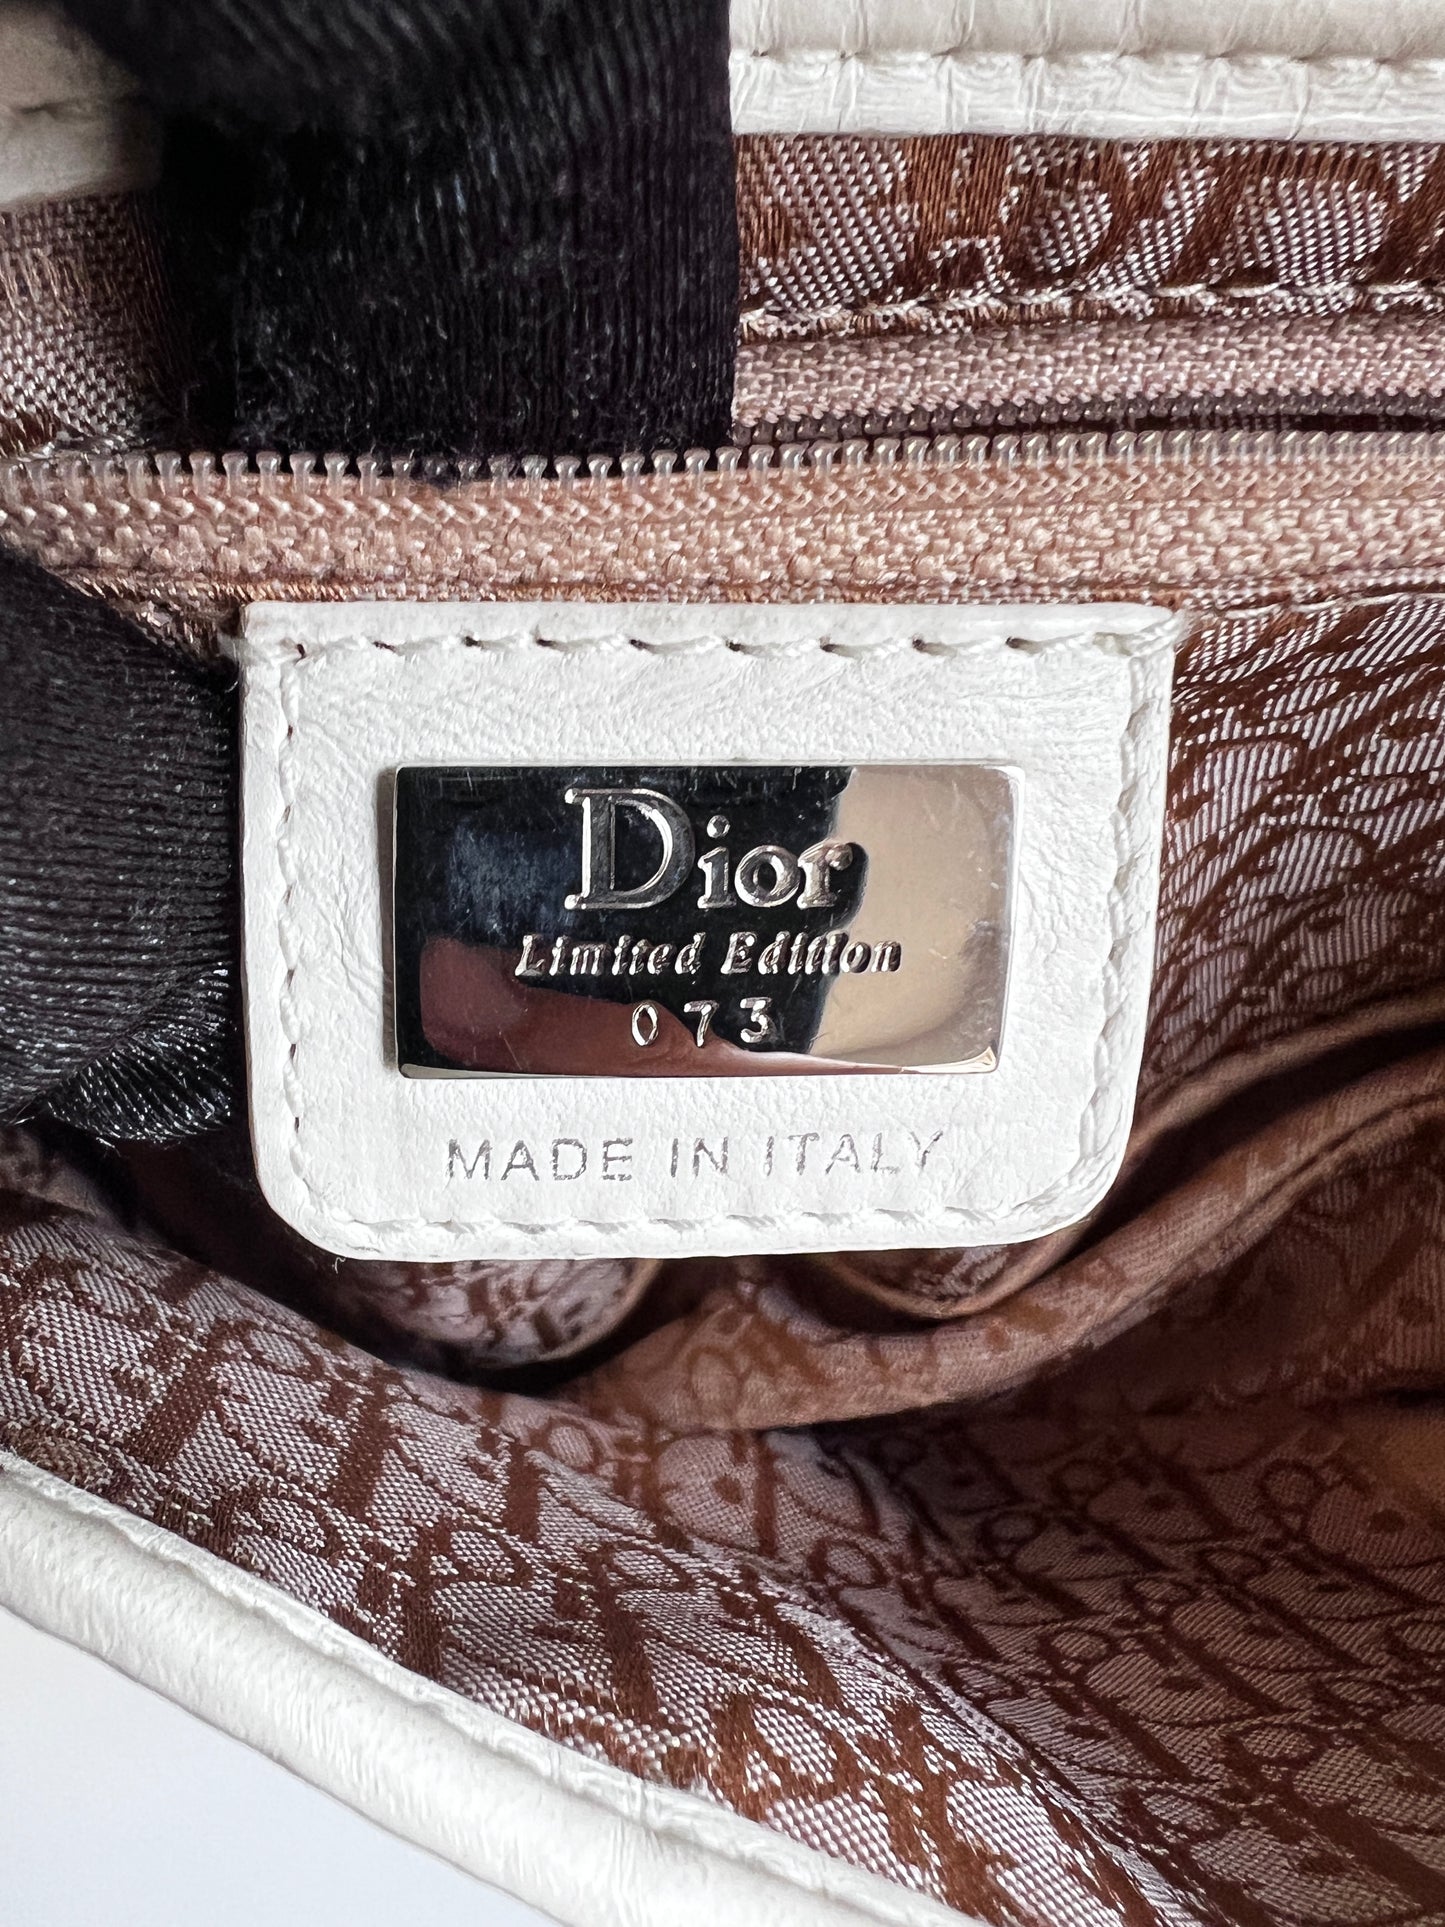 Dior
Limited Edition
073
MADE IN ITALY